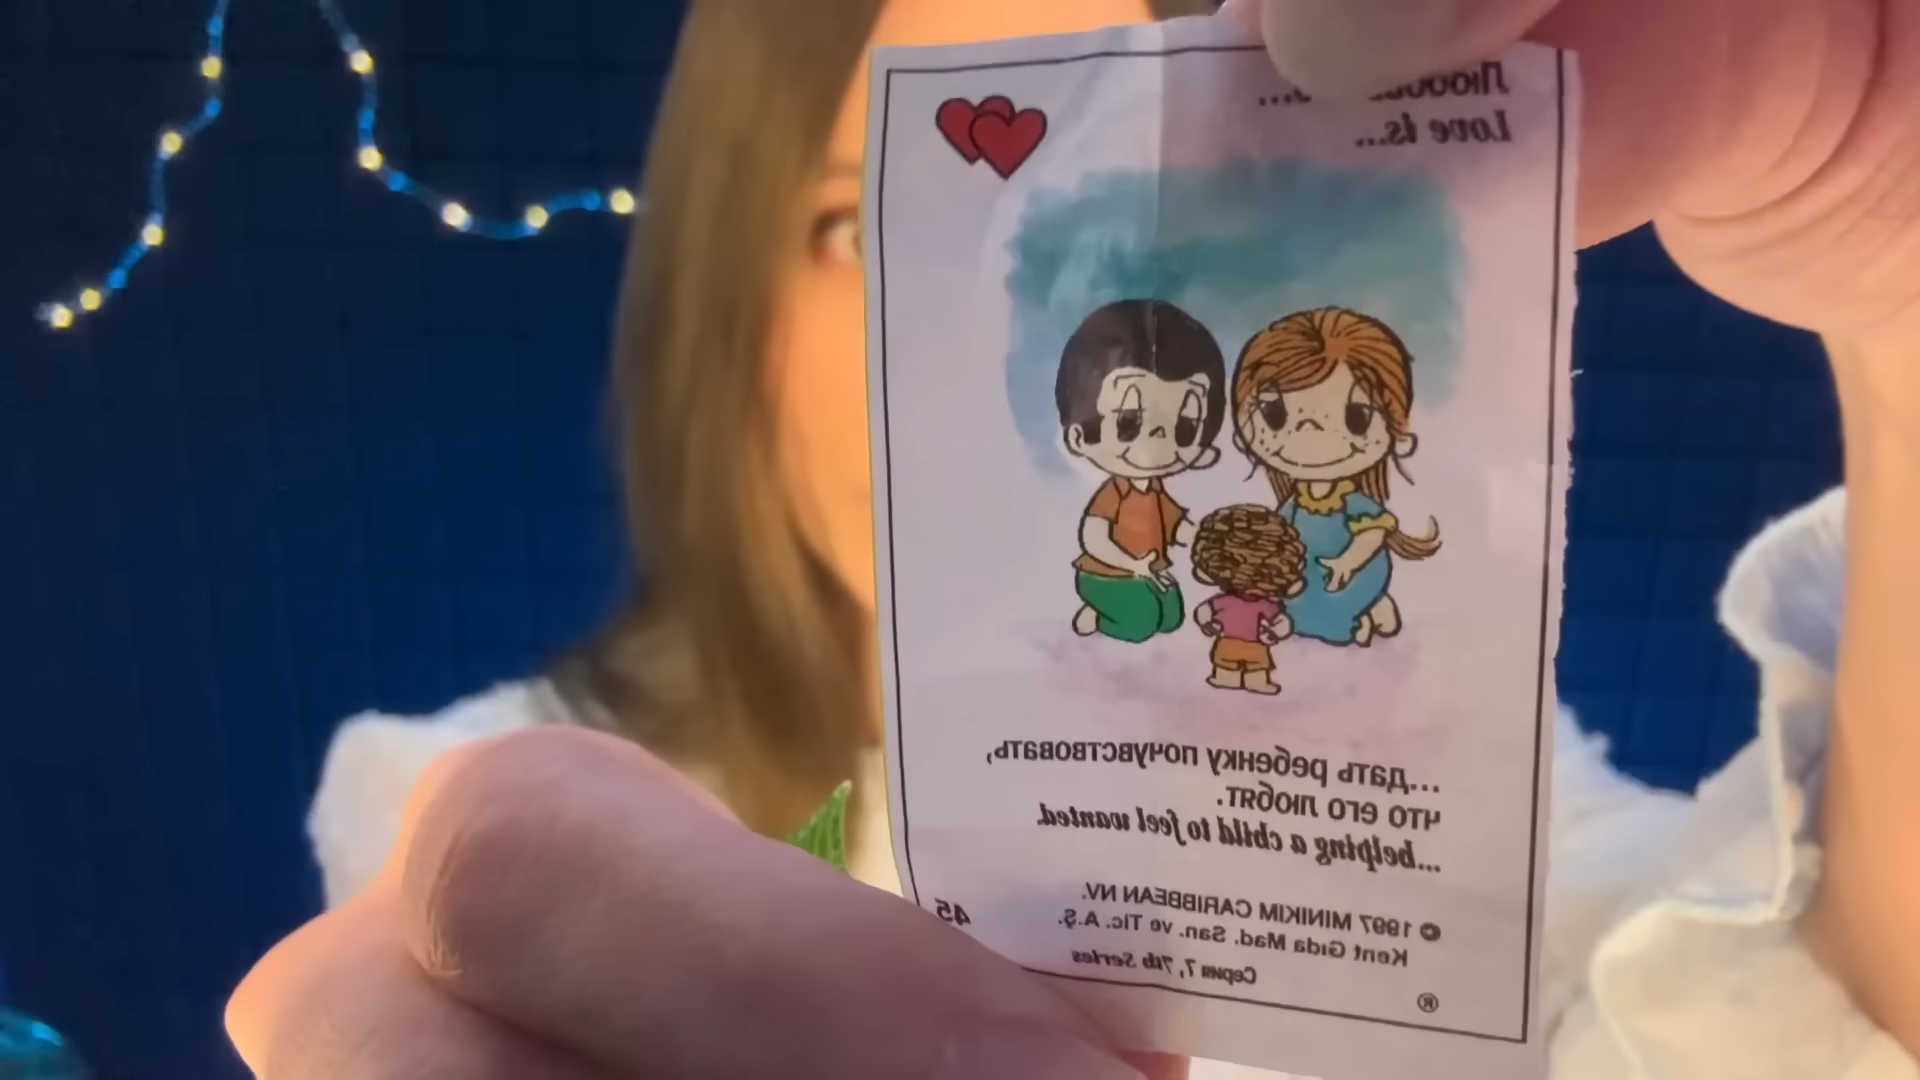 Love is...
...дать ребенку почувствовать,
что его любят.
...helping a child to feel wanted.
© 1997 MINIKIM CARIBBEAN NV.
Kent Gıda Mad. San. ve Tic. A.Ş.
Серия 7, 7th Series
45
®